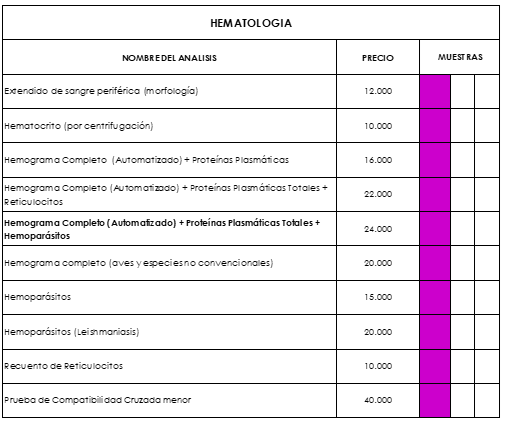 HEMATOLOGIA
NOMBRE DEL ANALISIS PRECIO MUESTRAS
Extendido de sangre periférica (morfología) 12.000
Hematocrito (por centrifugación) 10.000
Hemograma Completo (Automatizado) + Proteínas Plasmáticas 16.000
Hemograma Completo (Automatizado) + Proteínas Plasmáticas Totales +
Reticulocitos 22.000
Hemograma Completo (Automatizado) + Proteínas Plasmáticas Totales +
Hemoparásitos 24.000
Hemograma completo (aves y especies no convencionales) 20.000
Hemoparásitos 15.000
Hemoparásitos (Leishmaniasis) 20.000
Recuento de Reticulocitos 10.000
Prueba de Compatibilidad Cruzada menor 40.000